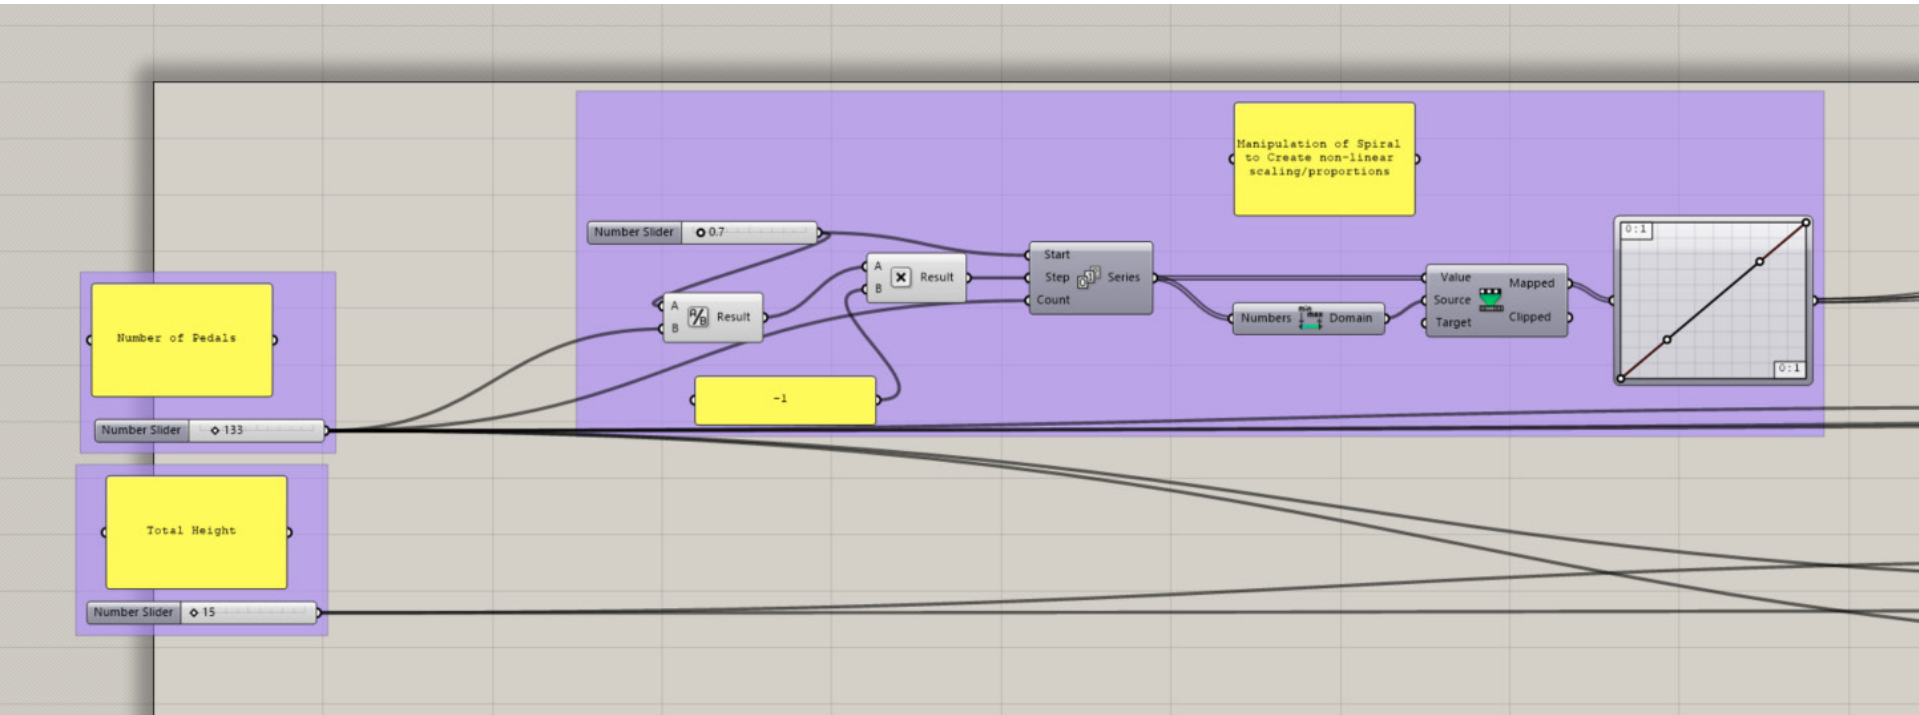 Manipulation of Spiral
to Create non-linear
scaling/proportions
Number Slider 0.7
A
B
Result
A/B
A
B
Result
Start
Step
Count
Series
Numbers
min
max
Domain
Value
Source
Target
Mapped
Clipped
0:1
0:1
-1
Number of Pedals
Number Slider 133
Total Height
Number Slider 15